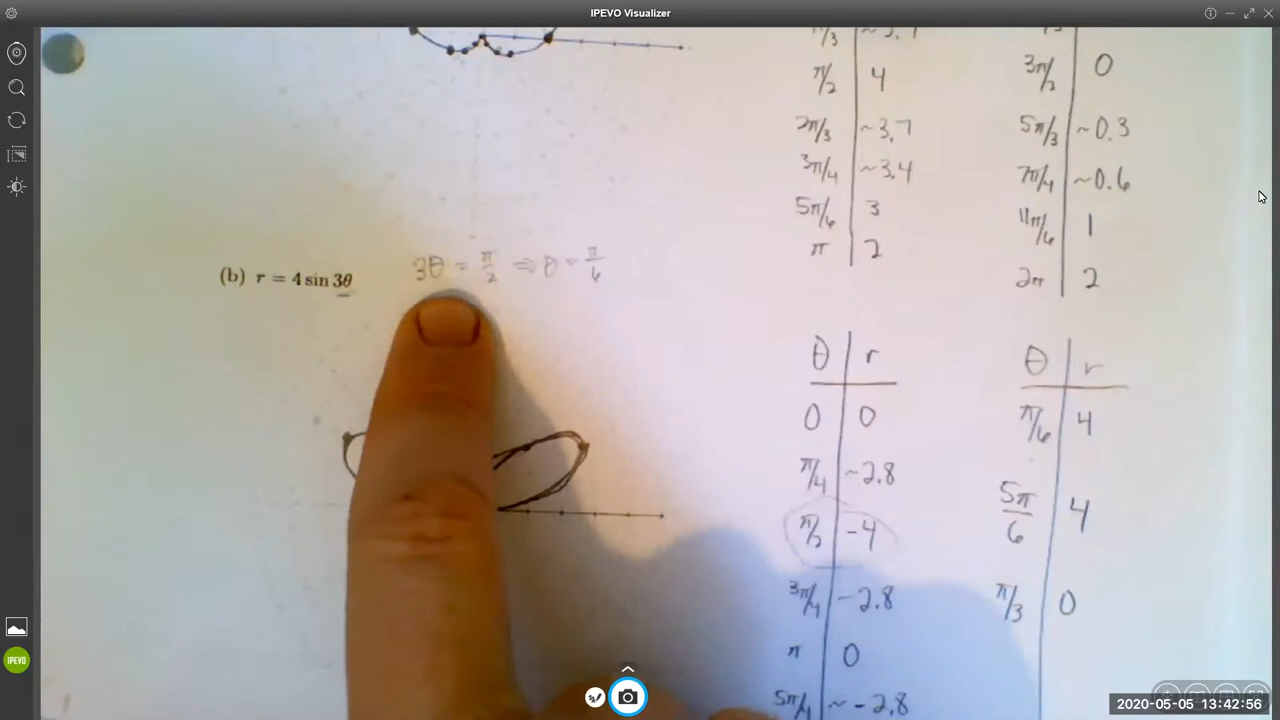 IPEVO Visualizer
π/3 ~3.7
π/2 4 3π/2 0
2π/3 ~3.7 5π/3 ~0.3
3π/4 ~3.4 7π/4 ~0.6
5π/6 3 11π/6 1
π 2 2π 2
(b) r = 4 sin 3θ 3θ = π/2 ⇒ θ = π/6
θ r θ r
0 0 π/6 4
π/4 ~2.8 5π/6 4
π/2 -4 π/3 0
3π/4 ~2.8
π 0
5π/4 ~ -2.8
IPEVO
2020-05-05 13:42:56